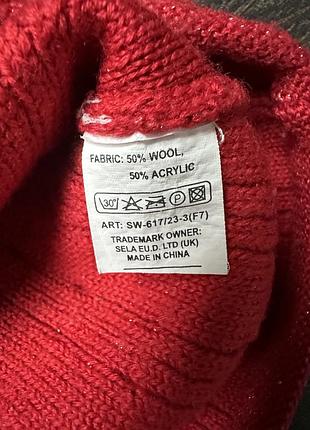 FABRIC: 50% WOOL,
50% ACRYLIC
30° P
ART: SW-617/23-3(F7)
TRADEMARK OWNER:
SELA EU.D. LTD (UK)
MADE IN CHINA